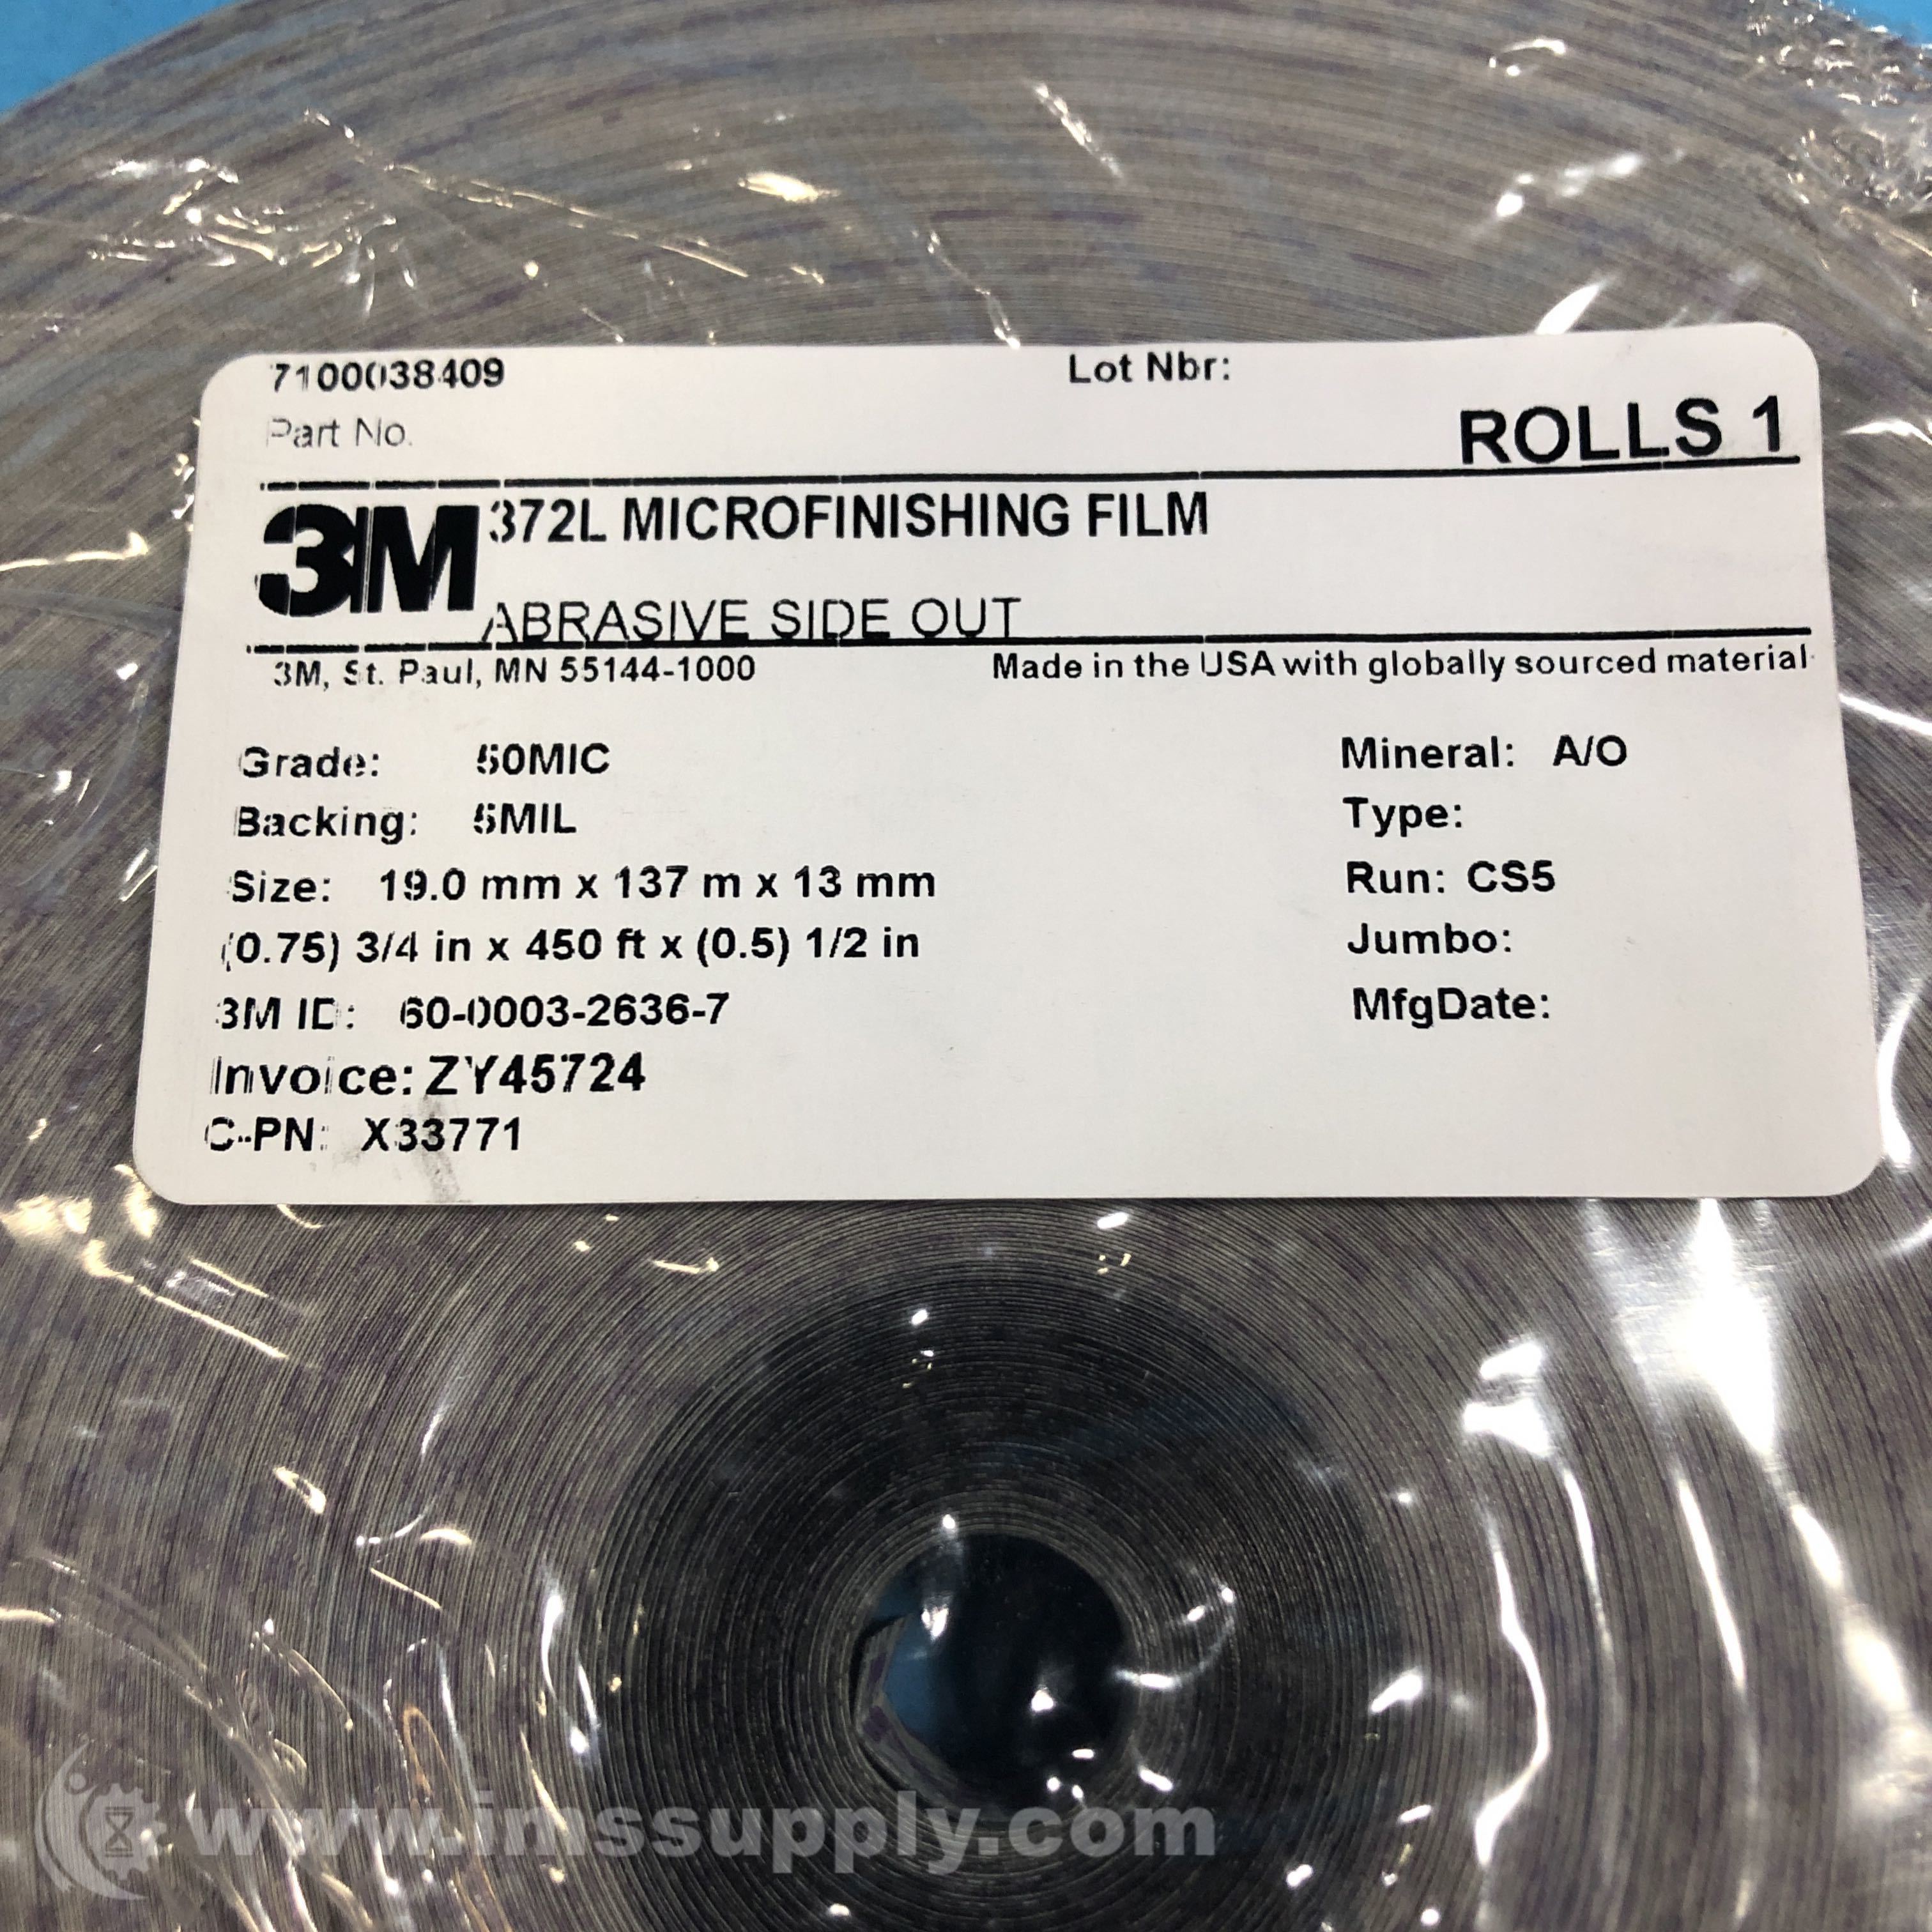 7100038409 Lot Nbr:
Part No.
ROLLS 1
3M 372L MICROFINISHING FILM
ABRASIVE SIDE OUT
3M, St. Paul, MN 55144-1000 Made in the USA with globally sourced material
Grade: 50MIC Mineral: A/O
Backing: 5MIL Type:
Size: 19.0 mm x 137 m x 13 mm Run: CS5
(0.75) 3/4 in x 450 ft x (0.5) 1/2 in Jumbo:
3M ID: 60-0003-2636-7 MfgDate:
Invoice: ZY45724
C-PN: X33771
www.imssupply.com